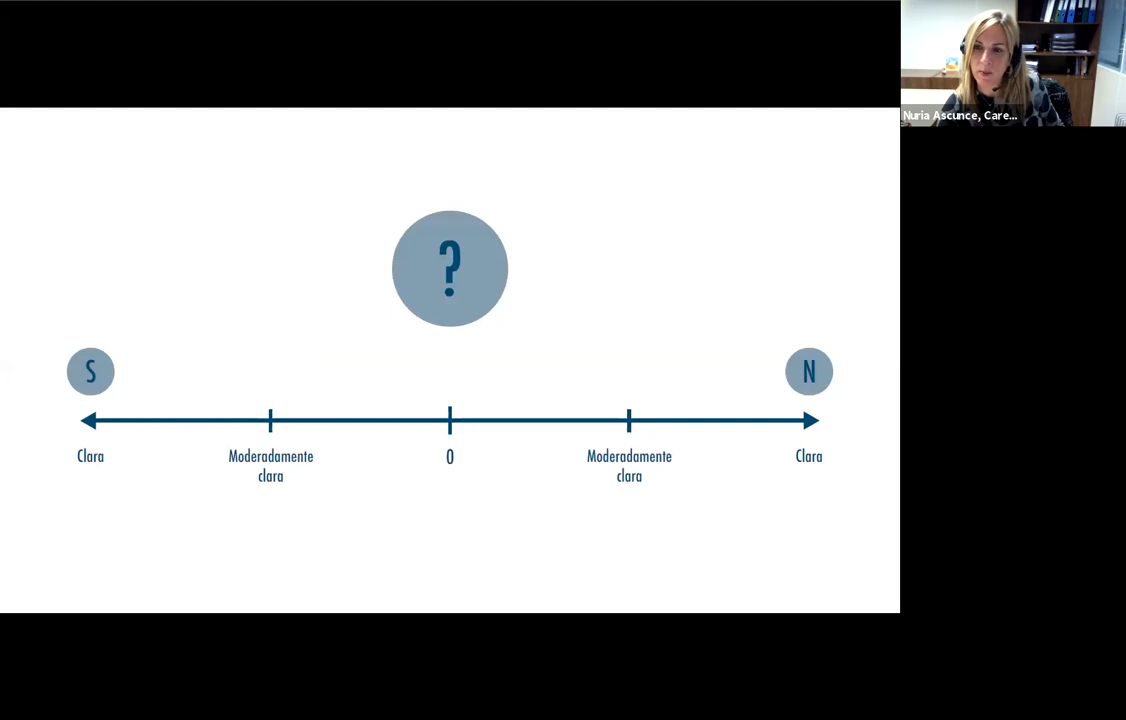 Nuria Ascunce, Care...
?
S
N
Clara
Moderadamente
clara
0
Moderadamente
clara
Clara